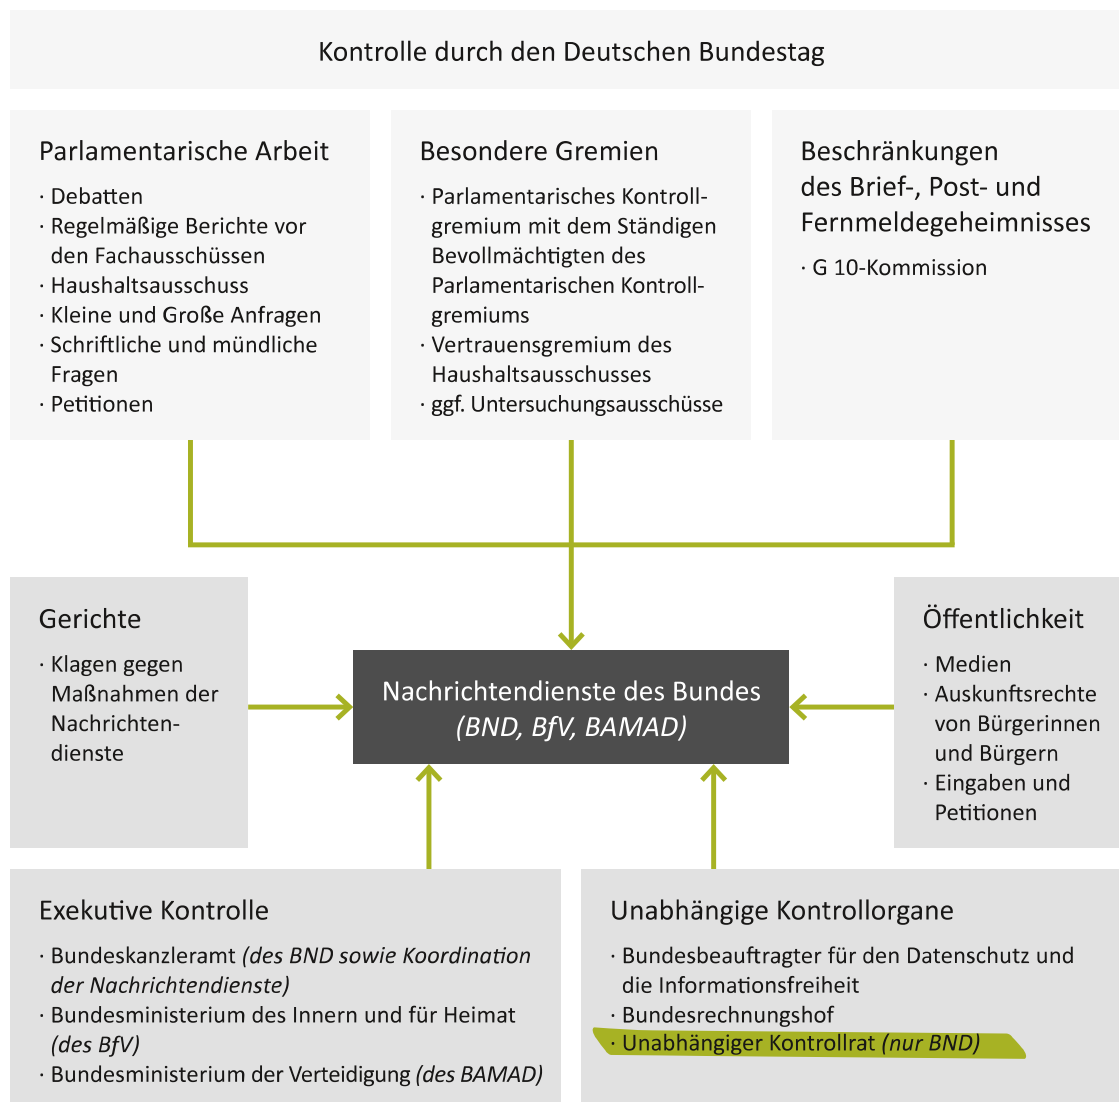 Kontrolle durch den Deutschen Bundestag
Parlamentarische Arbeit
· Debatten
· Regelmäßige Berichte vor
den Fachausschüssen
· Haushaltsausschuss
· Kleine und Große Anfragen
· Schriftliche und mündliche
Fragen
· Petitionen
Besondere Gremien
· Parlamentarisches Kontroll-
gremium mit dem Ständigen
Bevollmächtigten des
Parlamentarischen Kontroll-
gremiums
· Vertrauensgremium des
Haushaltsausschusses
· ggf. Untersuchungsausschüsse
Beschränkungen
des Brief-, Post- und
Fernmeldegeheimnisses
· G 10-Kommission
Gerichte
· Klagen gegen
Maßnahmen der
Nachrichten-
dienste
Nachrichtendienste des Bundes
(BND, BfV, BAMAD)
Öffentlichkeit
· Medien
· Auskunftsrechte
von Bürgerinnen
und Bürgern
· Eingaben und
Petitionen
Exekutive Kontrolle
· Bundeskanzleramt (des BND sowie Koordination
der Nachrichtendienste)
· Bundesministerium des Innern und für Heimat
(des BfV)
· Bundesministerium der Verteidigung (des BAMAD)
Unabhängige Kontrollorgane
· Bundesbeauftragter für den Datenschutz und
die Informationsfreiheit
· Bundesrechnungshof
· Unabhängiger Kontrollrat (nur BND)